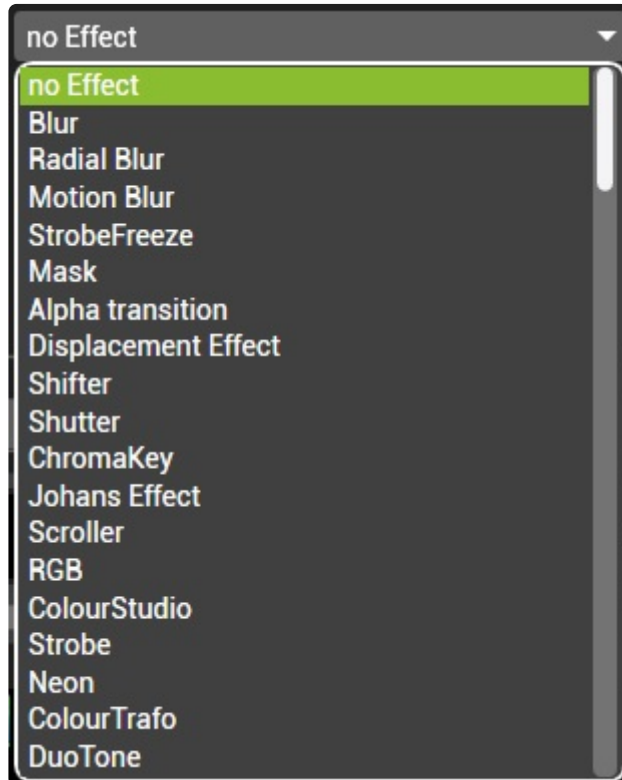 no Effect
no Effect
Blur
Radial Blur
Motion Blur
StrobeFreeze
Mask
Alpha transition
Displacement Effect
Shifter
Shutter
ChromaKey
Johans Effect
Scroller
RGB
ColourStudio
Strobe
Neon
ColourTrafo
DuoTone